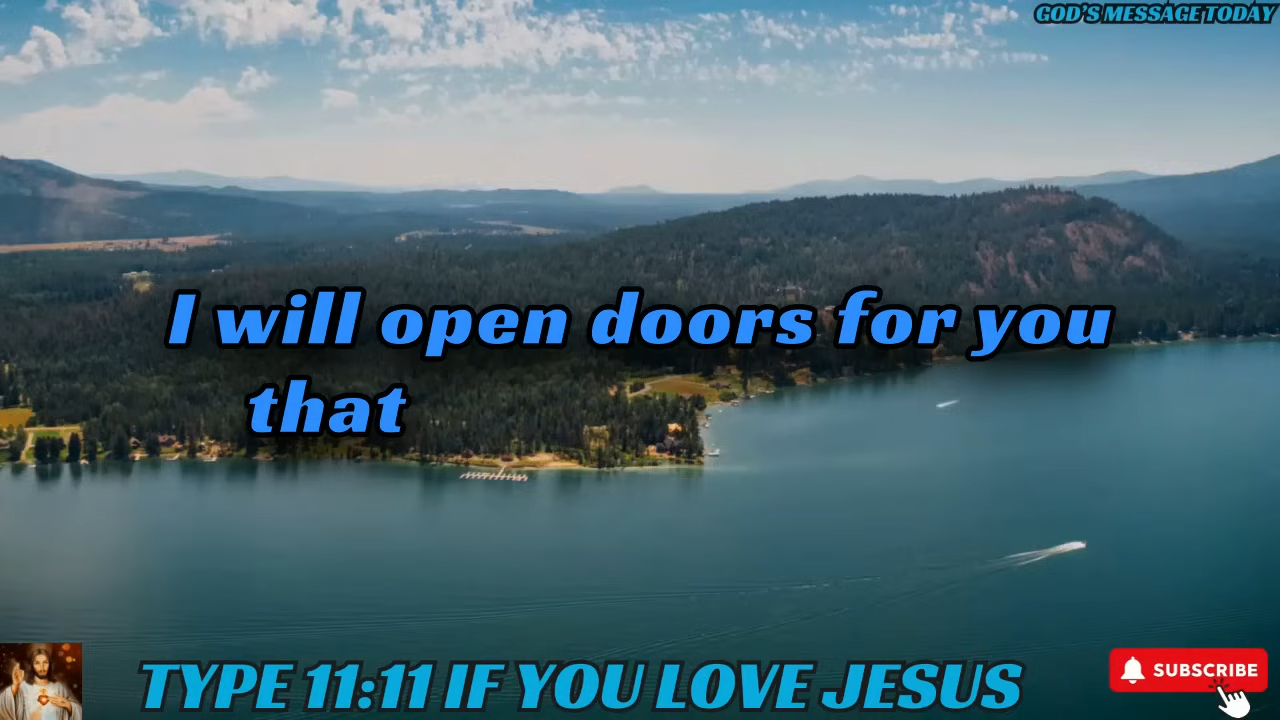 GOD'S MESSAGE TODAY
I will open doors for you
that
TYPE 11:11 IF YOU LOVE JESUS
SUBSCRIBE